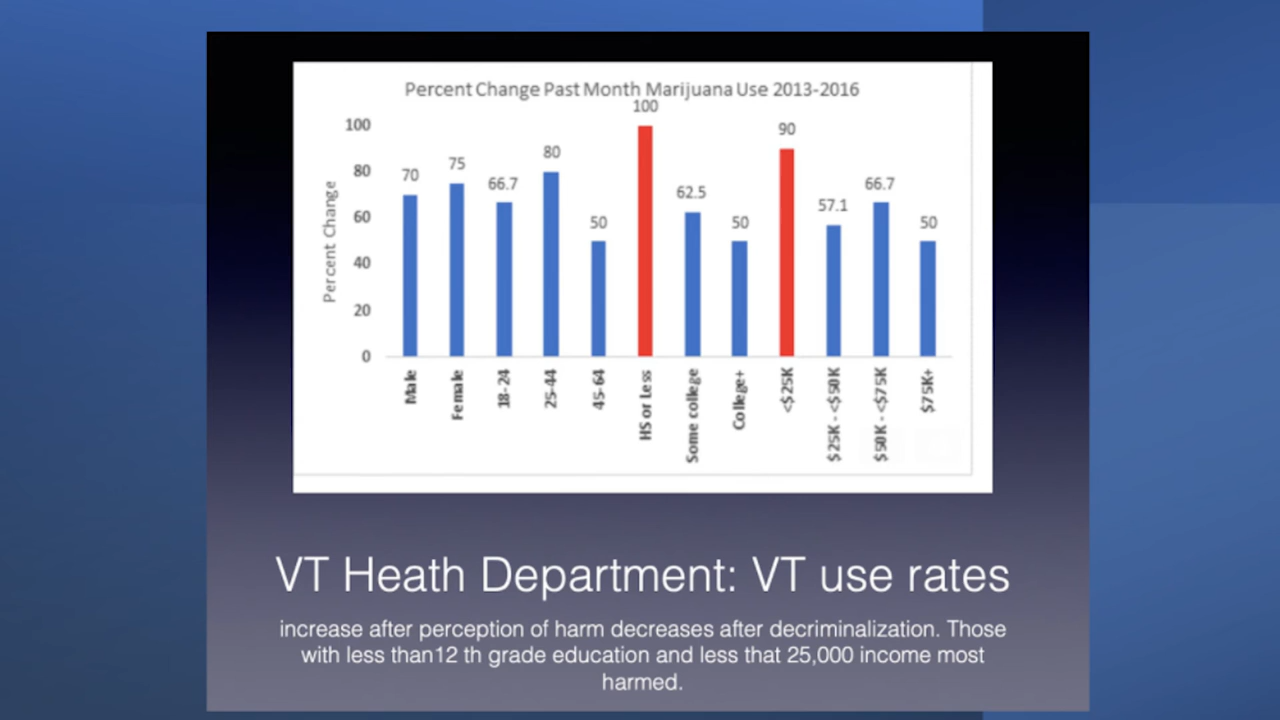 Percent Change Past Month Marijuana Use 2013-2016
100
90
80
75
70
66.7
66.7
62.5
57.1
50
50
50
Percent Change
100
80
60
40
20
0
Male
Female
18-24
25-44
45-64
HS or Less
Some college
College+
<$25K
$25K - <$50K
$50K - <$75K
$75K+
VT Heath Department: VT use rates
increase after perception of harm decreases after decriminalization. Those
with less than12 th grade education and less that 25,000 income most
harmed.